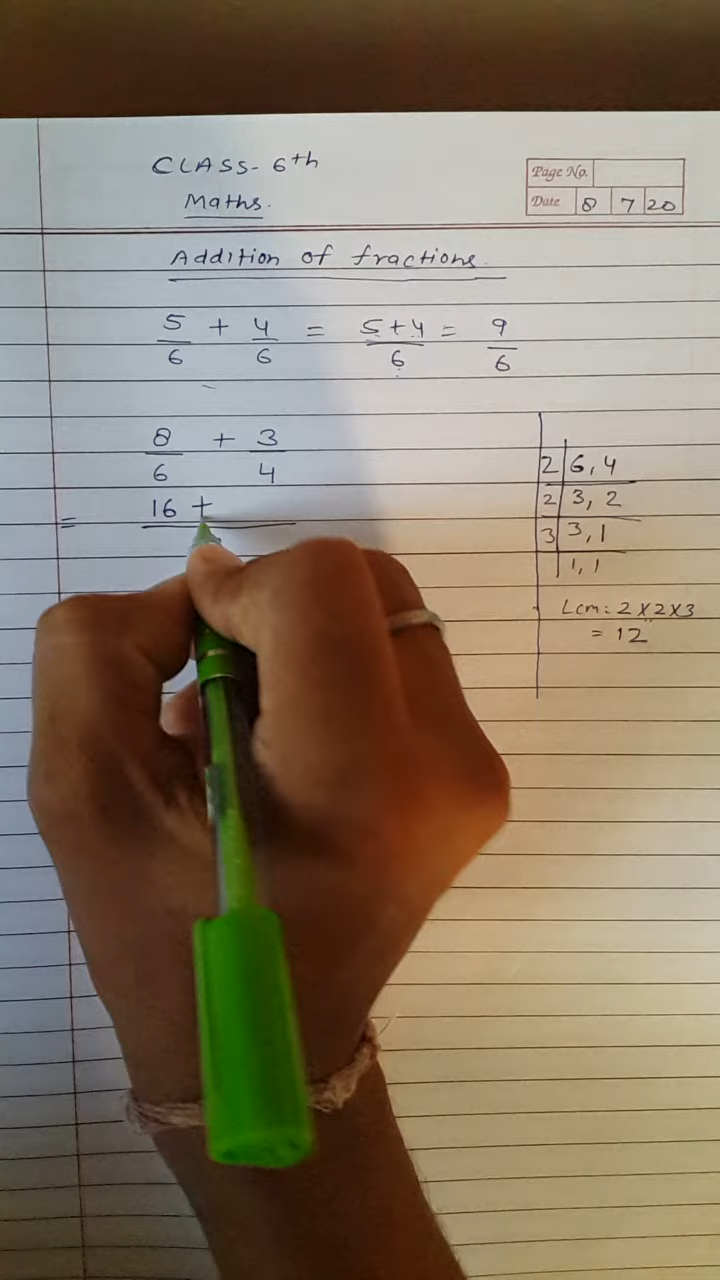 CLASS-6th
Maths.
Page No.
Date 8 7 20
Addition of fractions.
5/6 + 4/6 = 5+4/6 = 9/6
8/6 + 3/4
= 16 +
2 6, 4
2 3, 2
3 3, 1
1, 1
Lcm: 2×2×3
= 12